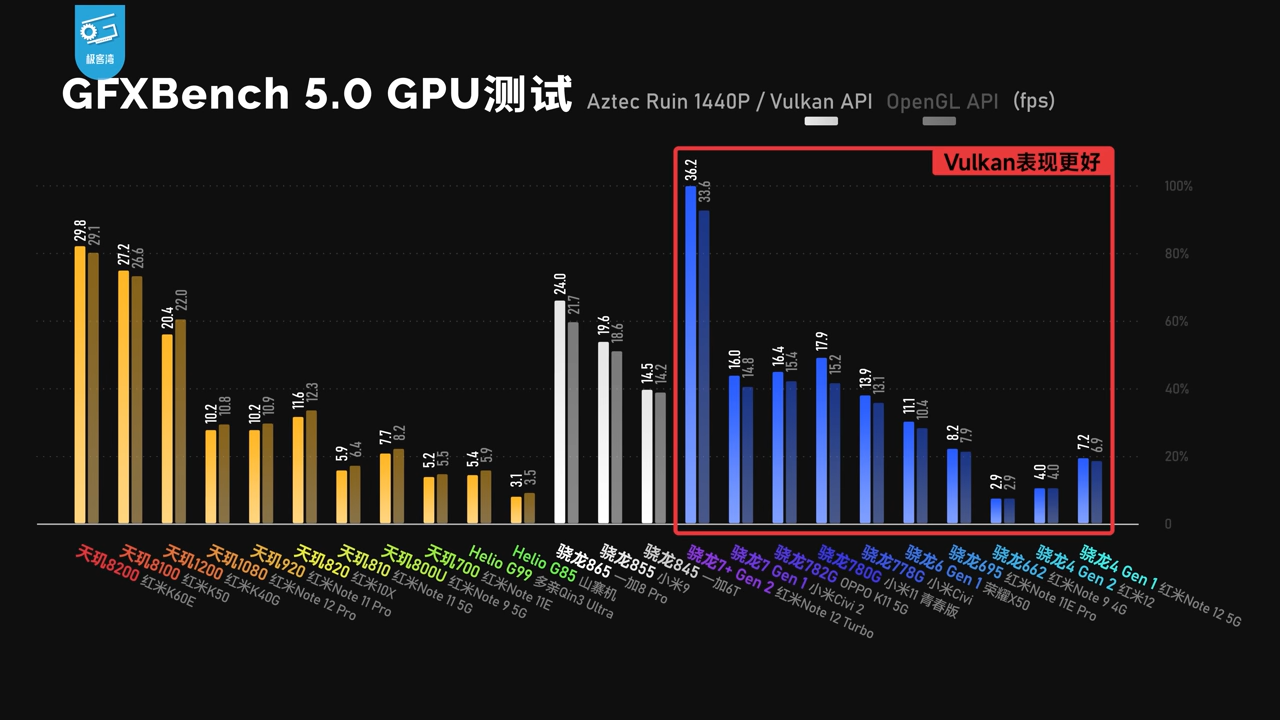 极客湾
GFXBench 5.0 GPU测试 Aztec Ruin 1440P / Vulkan API OpenGL API (fps)
Vulkan表现更好
100%
80%
60%
40%
20%
0
29.8 29.1
27.2 26.6
20.4 22.0
10.2 10.8
10.2 10.9
11.6 12.3
5.9 6.4
7.7 8.2
5.2 5.5
5.4 5.9
3.1 3.5
24.0 21.7
19.6 18.6
14.5 14.2
36.2 33.6
16.0 14.8
16.4 15.4
17.9 15.2
13.9 13.1
11.1 10.4
8.2 7.9
2.9 2.9
4.0 4.0
7.2 6.9
天玑8200 红米K60E
天玑8100 红米K50
天玑1200 红米K40G
天玑1080 红米Note 12 Pro
天玑920 红米Note 11 Pro
天玑820 红米10X
天玑810 红米Note 11 5G
天玑800U 红米Note 9 5G
天玑700 红米Note 11E
Helio G99 多亲Qin3 Ultra
Helio G85 山寨机
骁龙865 一加8 Pro
骁龙855 小米9
骁龙845 一加6T
骁龙7+ Gen 2 红米Note 12 Turbo
骁龙7 Gen 1 小米Civi 2
骁龙782G OPPO K11 5G
骁龙780G 小米11 青春版
骁龙778G 小米Civi
骁龙6 Gen 1 荣耀X50
骁龙695 红米Note 11E Pro
骁龙662 红米Note 9 4G
骁龙4 Gen 2 红米12
骁龙4 Gen 1 红米Note 12 5G